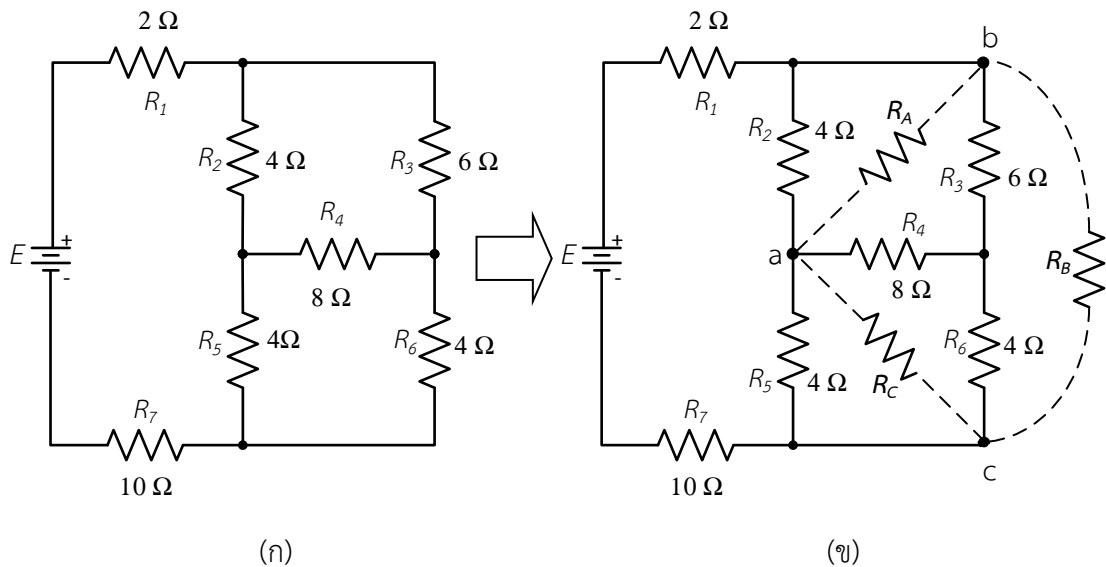 2 Ω
R1
R2 4 Ω
R3 6 Ω
R4
8 Ω
E + -
R5 4Ω
R6 4 Ω
R7
10 Ω
(ก)
2 Ω
R1
b
R2 4 Ω
RA
R3 6 Ω
R4
a
8 Ω
E + -
RB
R5 4 Ω
RC
R6 4 Ω
R7
10 Ω
c
(ข)